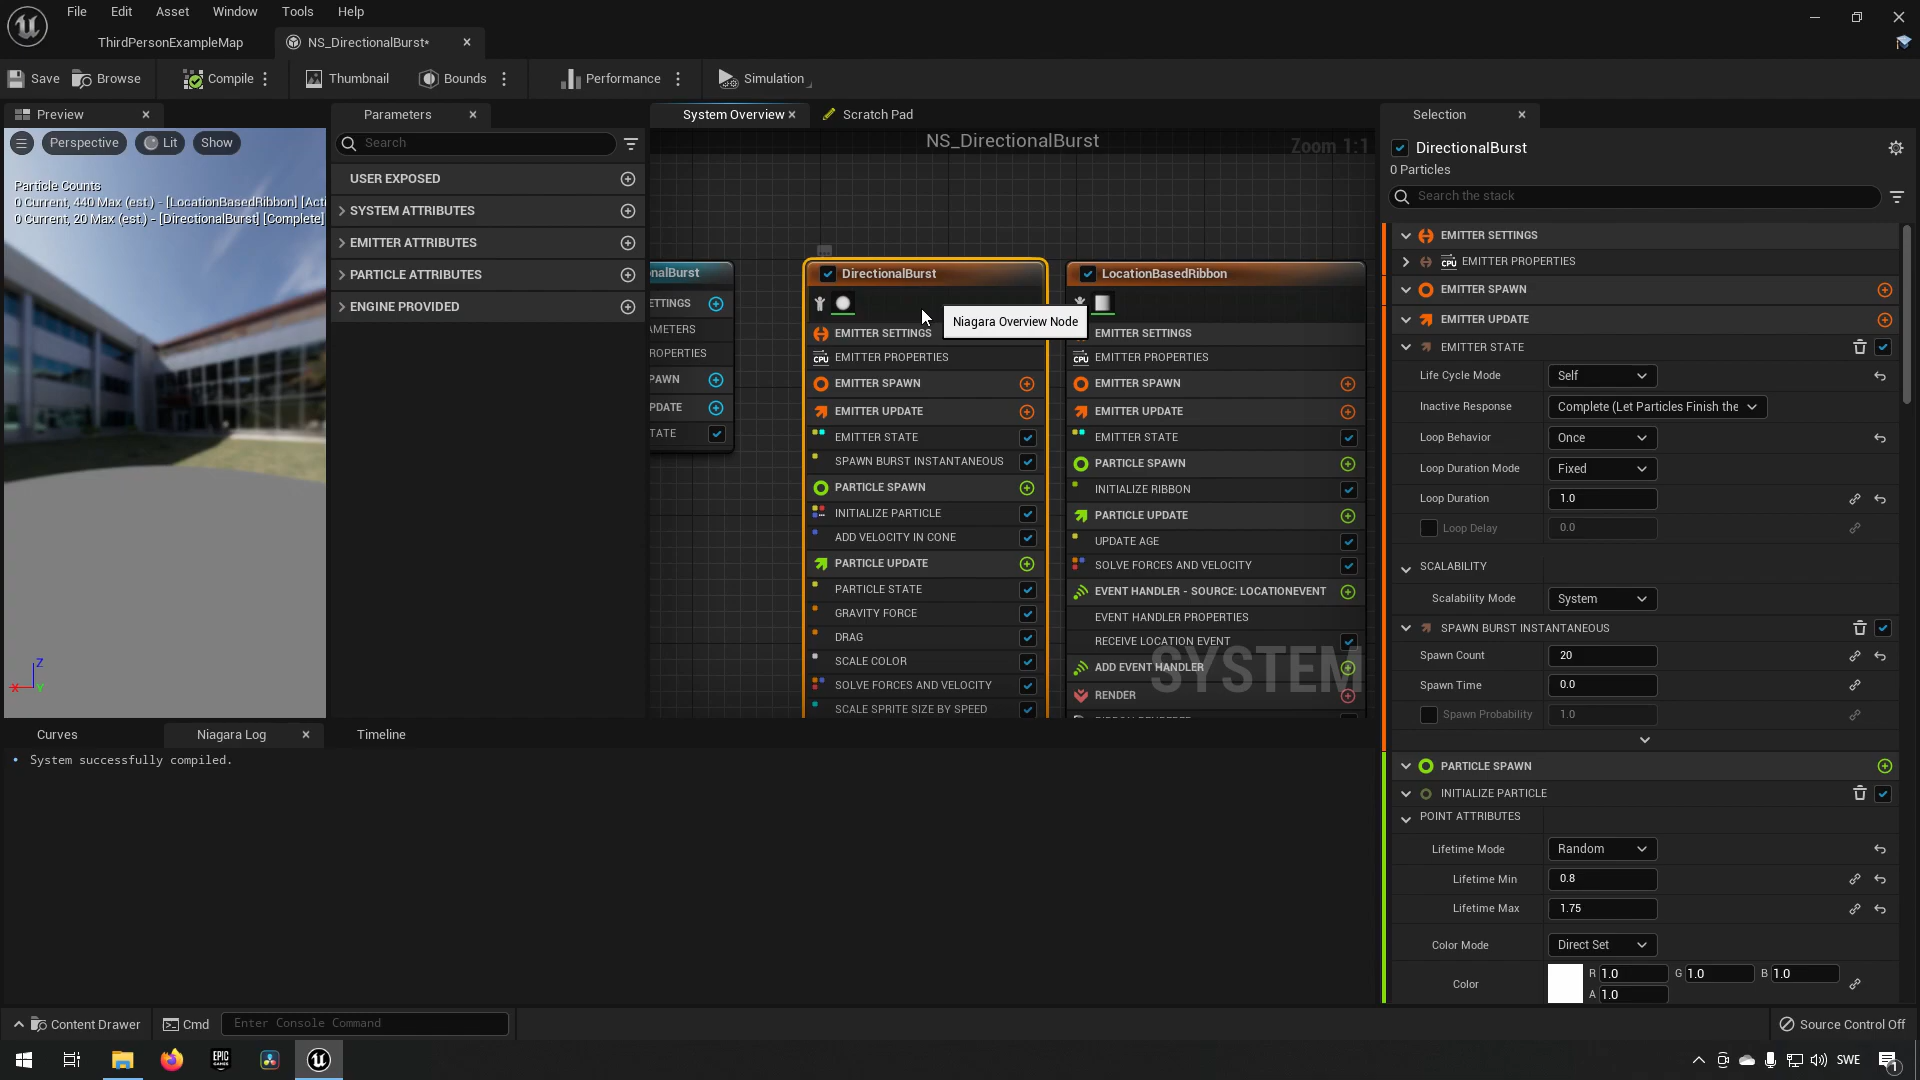 File Edit Asset Window Tools Help
ThirdPersonExampleMap
NS_DirectionalBurst*
Save
Browse
Compile
Thumbnail
Bounds
Performance
Simulation
Preview
Perspective
Lit
Show
Particle Counts
0 Current, 440 Max (est.) - [LocationBasedRibbon] [Acti
0 Current, 20 Max (est.) - [DirectionalBurst] [Complete]
Z
X
Y
Parameters
Search
USER EXPOSED
SYSTEM ATTRIBUTES
EMITTER ATTRIBUTES
PARTICLE ATTRIBUTES
ENGINE PROVIDED
System Overview
Scratch Pad
NS_DirectionalBurst
Zoom 1:1
onalBurst
ETTINGS
AMETERS
ROPERTIES
PAWN
PDATE
TATE
DirectionalBurst
EMITTER SETTINGS
CPU EMITTER PROPERTIES
EMITTER SPAWN
EMITTER UPDATE
EMITTER STATE
SPAWN BURST INSTANTANEOUS
PARTICLE SPAWN
INITIALIZE PARTICLE
ADD VELOCITY IN CONE
PARTICLE UPDATE
PARTICLE STATE
GRAVITY FORCE
DRAG
SCALE COLOR
SOLVE FORCES AND VELOCITY
SCALE SPRITE SIZE BY SPEED
Niagara Overview Node
LocationBasedRibbon
EMITTER SETTINGS
CPU EMITTER PROPERTIES
EMITTER SPAWN
EMITTER UPDATE
EMITTER STATE
PARTICLE SPAWN
INITIALIZE RIBBON
PARTICLE UPDATE
UPDATE AGE
SOLVE FORCES AND VELOCITY
EVENT HANDLER - SOURCE: LOCATIONEVENT
EVENT HANDLER PROPERTIES
RECEIVE LOCATION EVENT
ADD EVENT HANDLER
RENDER
SYSTEM
Selection
DirectionalBurst
0 Particles
Search the stack
EMITTER SETTINGS
CPU EMITTER PROPERTIES
EMITTER SPAWN
EMITTER UPDATE
EMITTER STATE
Life Cycle Mode Self
Inactive Response Complete (Let Particles Finish the
Loop Behavior Once
Loop Duration Mode Fixed
Loop Duration 1.0
Loop Delay 0.0
SCALABILITY
Scalability Mode System
SPAWN BURST INSTANTANEOUS
Spawn Count 20
Spawn Time 0.0
Spawn Probability 1.0
PARTICLE SPAWN
INITIALIZE PARTICLE
POINT ATTRIBUTES
Lifetime Mode Random
Lifetime Min 0.8
Lifetime Max 1.75
Color Mode Direct Set
Color R 1.0 G 1.0 B 1.0
A 1.0
Curves
Niagara Log
Timeline
• System successfully compiled.
Content Drawer
Cmd
Enter Console Command
Source Control Off
EPIC GAMES
SWE
1